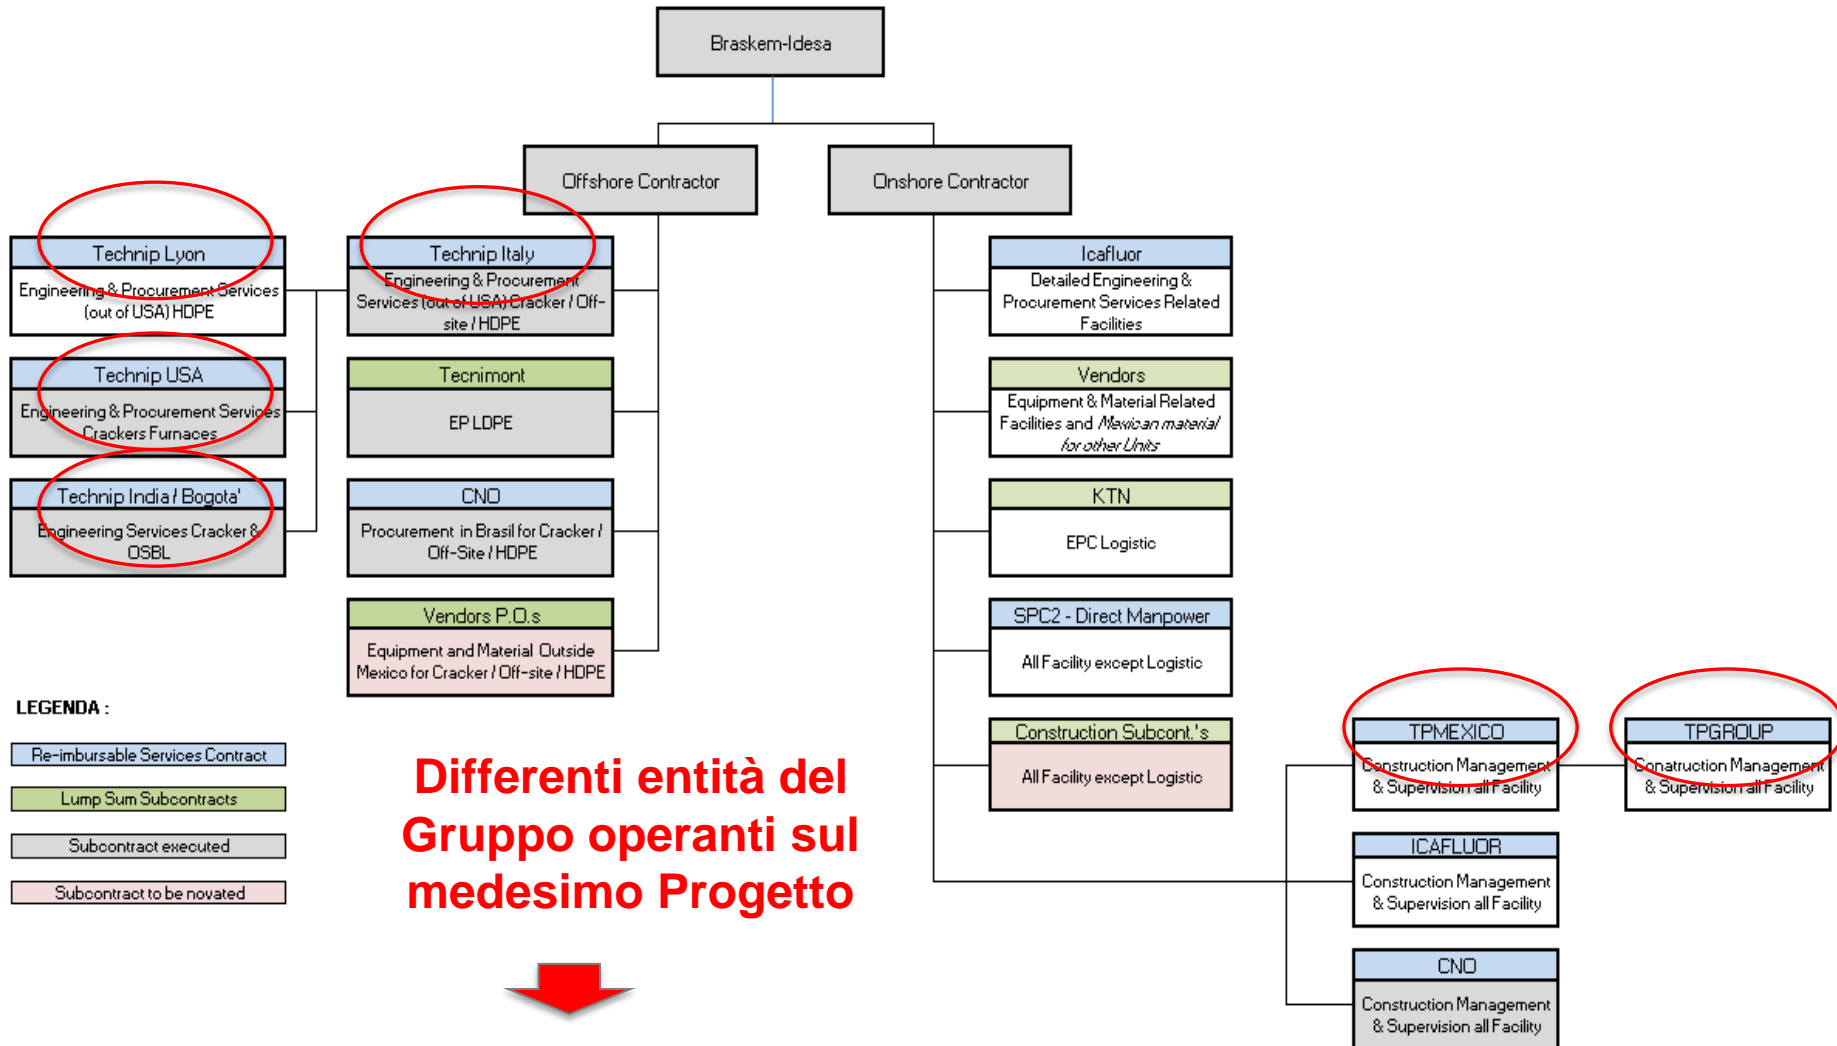 Braskem-Idesa
Offshore Contractor
Onshore Contractor
Technip Lyon
Engineering & Procurement Services
(out of USA) HDPE
Technip USA
Engineering & Procurement Services
Crackers Furnaces
Technip India / Bogota'
Engineering Services Cracker &
OSBL
Technip Italy
Engineering & Procurement
Services (out of USA) Cracker / Off-
site / HDPE
Tecnimont
EP LDPE
CNO
Procurement in Brasil for Cracker /
Off-Site / HDPE
Vendors P.O.s
Equipment and Material Outside
Mexico for Cracker / Off-site / HDPE
Icafluor
Detailed Engineering &
Procurement Services Related
Facilities
Vendors
Equipment & Material Related
Facilities and Mexican material
for other Units
KTN
EPC Logistic
SPC2 - Direct Manpower
All Facility except Logistic
Construction Subcont.'s
All Facility except Logistic
TPMEXICO
Construction Management
& Supervision all Facility
TPGROUP
Conatruction Management
& Supervision all Facility
ICAFLUOR
Construction Management
& Supervision all Facility
CNO
Construction Management
& Supervision all Facility
LEGENDA :
Re-imbursable Services Contract
Lump Sum Subcontracts
Subcontract executed
Subcontract to be novated
Differenti entità del
Gruppo operanti sul
medesimo Progetto